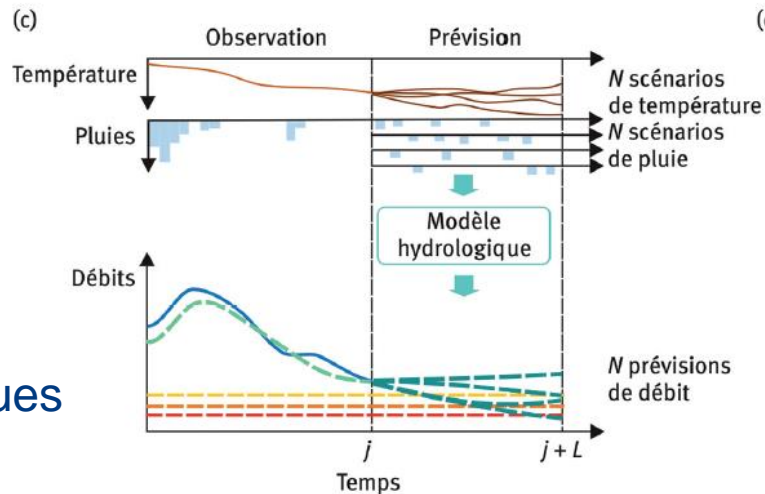 (c)
Observation
Prévision
(
Température
N scénarios
de température
Pluies
N scénarios
de pluie
Modèle
hydrologique
Débits
ues
N prévisions
de débit
j
j + L
Temps